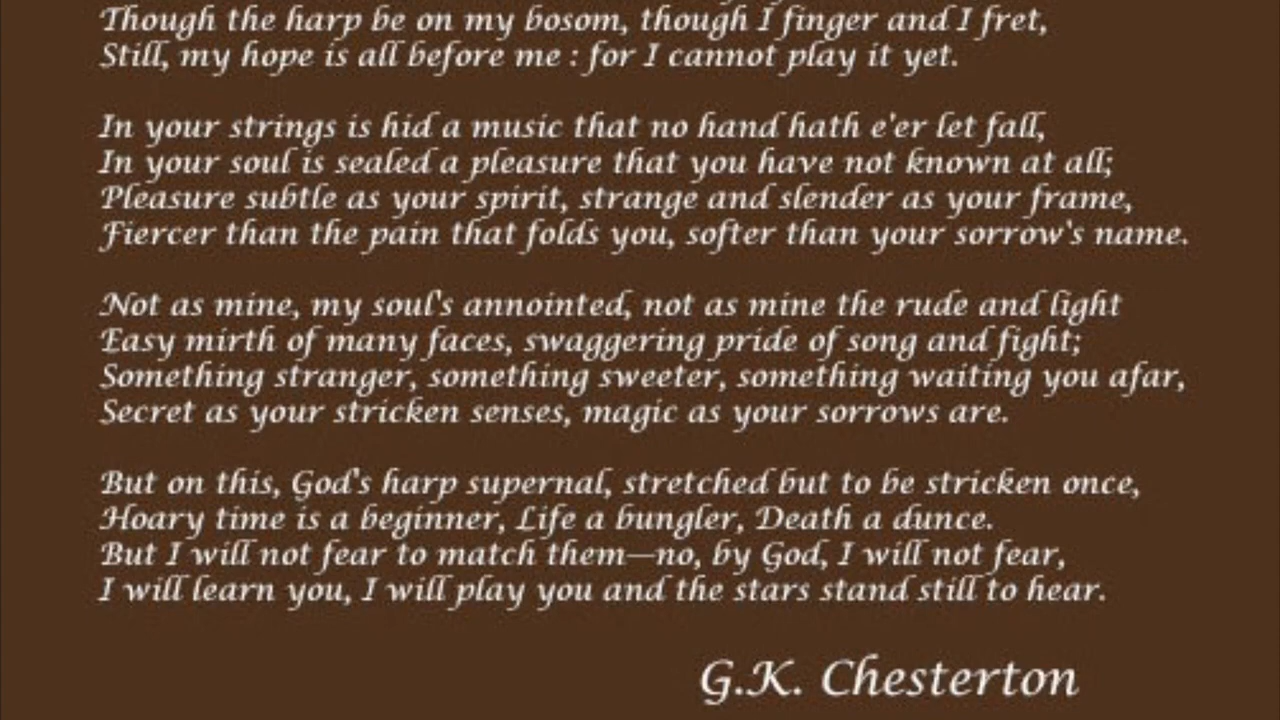 Though the harp be on my bosom, though I finger and I fret,
Still, my hope is all before me : for I cannot play it yet.
In your strings is hid a music that no hand hath e'er let fall,
In your soul is sealed a pleasure that you have not known at all;
Pleasure subtle as your spirit, strange and slender as your frame,
Fiercer than the pain that folds you, softer than your sorrow's name.
Not as mine, my soul's annointed, not as mine the rude and light
Easy mirth of many faces, swaggering pride of song and fight;
Something stranger, something sweeter, something waiting you afar,
Secret as your stricken senses, magic as your sorrows are.
But on this, God's harp supernal, stretched but to be stricken once,
Hoary time is a beginner, Life a bungler, Death a dunce.
But I will not fear to match them—no, by God, I will not fear,
I will learn you, I will play you and the stars stand still to hear.
G.K. Chesterton